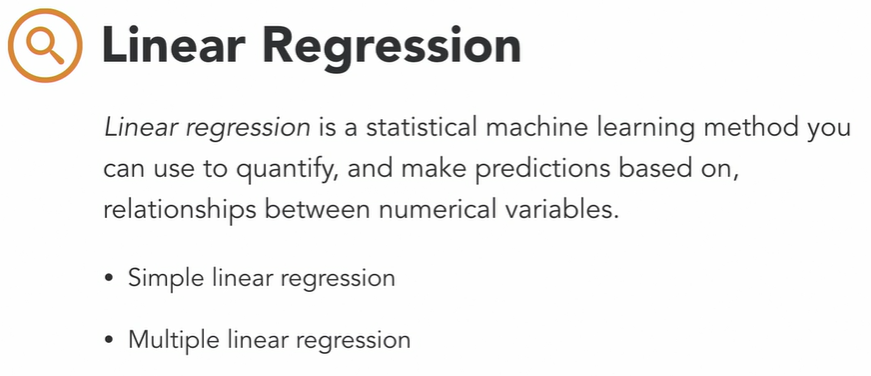 Linear Regression
Linear regression is a statistical machine learning method you
can use to quantify, and make predictions based on,
relationships between numerical variables.
• Simple linear regression
• Multiple linear regression